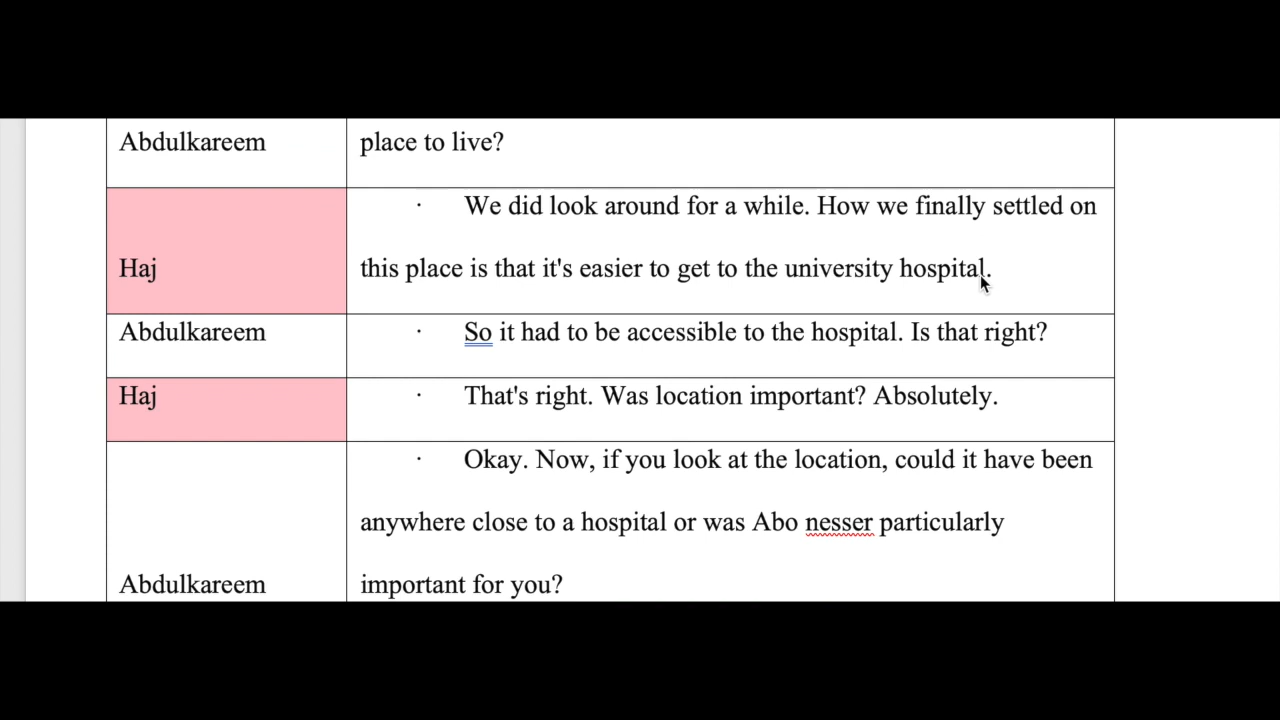 Abdulkareem place to live?
· We did look around for a while. How we finally settled on
Haj this place is that it's easier to get to the university hospital.
Abdulkareem · So it had to be accessible to the hospital. Is that right?
Haj · That's right. Was location important? Absolutely.
· Okay. Now, if you look at the location, could it have been
anywhere close to a hospital or was Abo nesser particularly
Abdulkareem important for you?